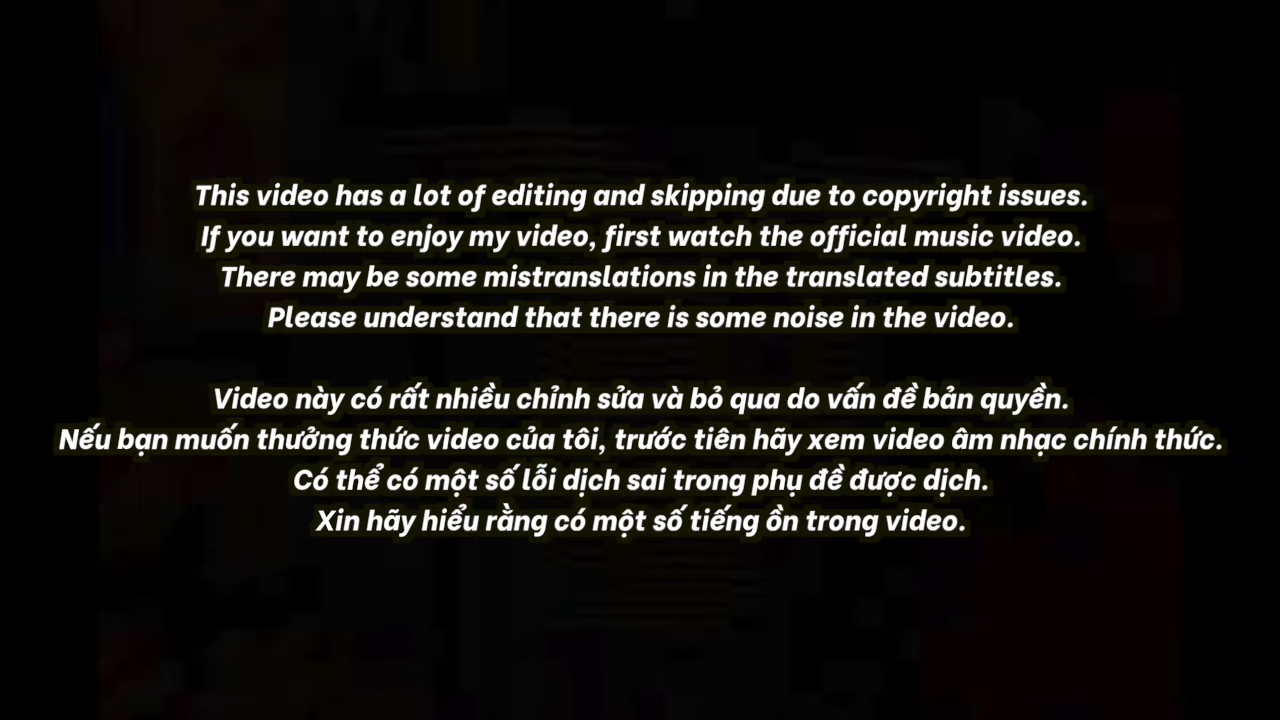 This video has a lot of editing and skipping due to copyright issues.
If you want to enjoy my video, first watch the official music video.
There may be some mistranslations in the translated subtitles.
Please understand that there is some noise in the video.
Video này có rất nhiều chỉnh sửa và bỏ qua do vấn đề bản quyền.
Nếu bạn muốn thưởng thức video của tôi, trước tiên hãy xem video âm nhạc chính thức.
Có thể có một số lỗi dịch sai trong phụ đề được dịch.
Xin hãy hiểu rằng có một số tiếng ồn trong video.